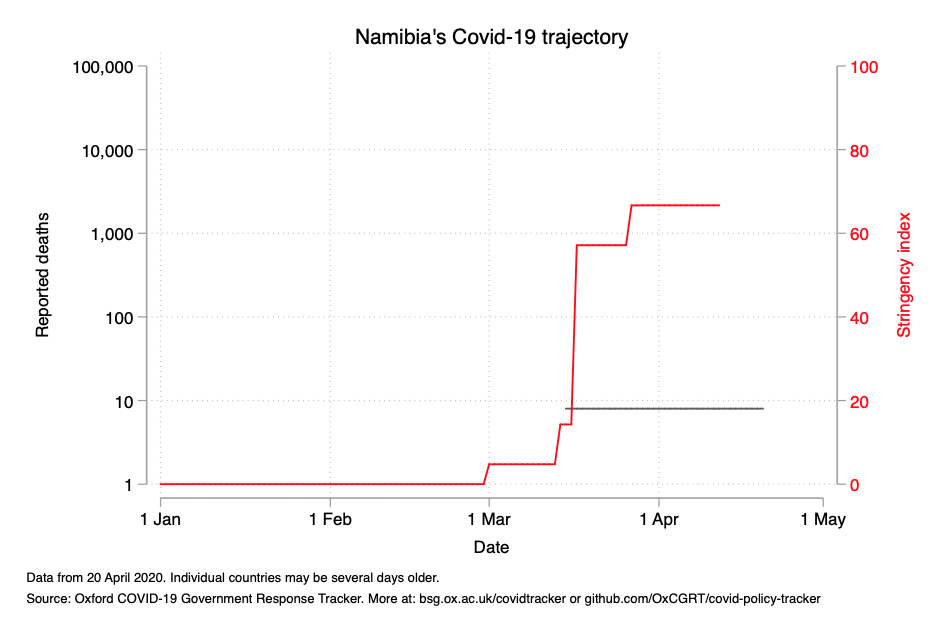 Namibia's Covid-19 trajectory
100,000
10,000
1,000
100
10
1
Reported deaths
100
80
60
40
20
0
Stringency index
1 Jan
1 Feb
1 Mar
1 Apr
1 May
Date
Data from 20 April 2020. Individual countries may be several days older.
Source: Oxford COVID-19 Government Response Tracker. More at: bsg.ox.ac.uk/covidtracker or github.com/OxCGRT/covid-policy-tracker